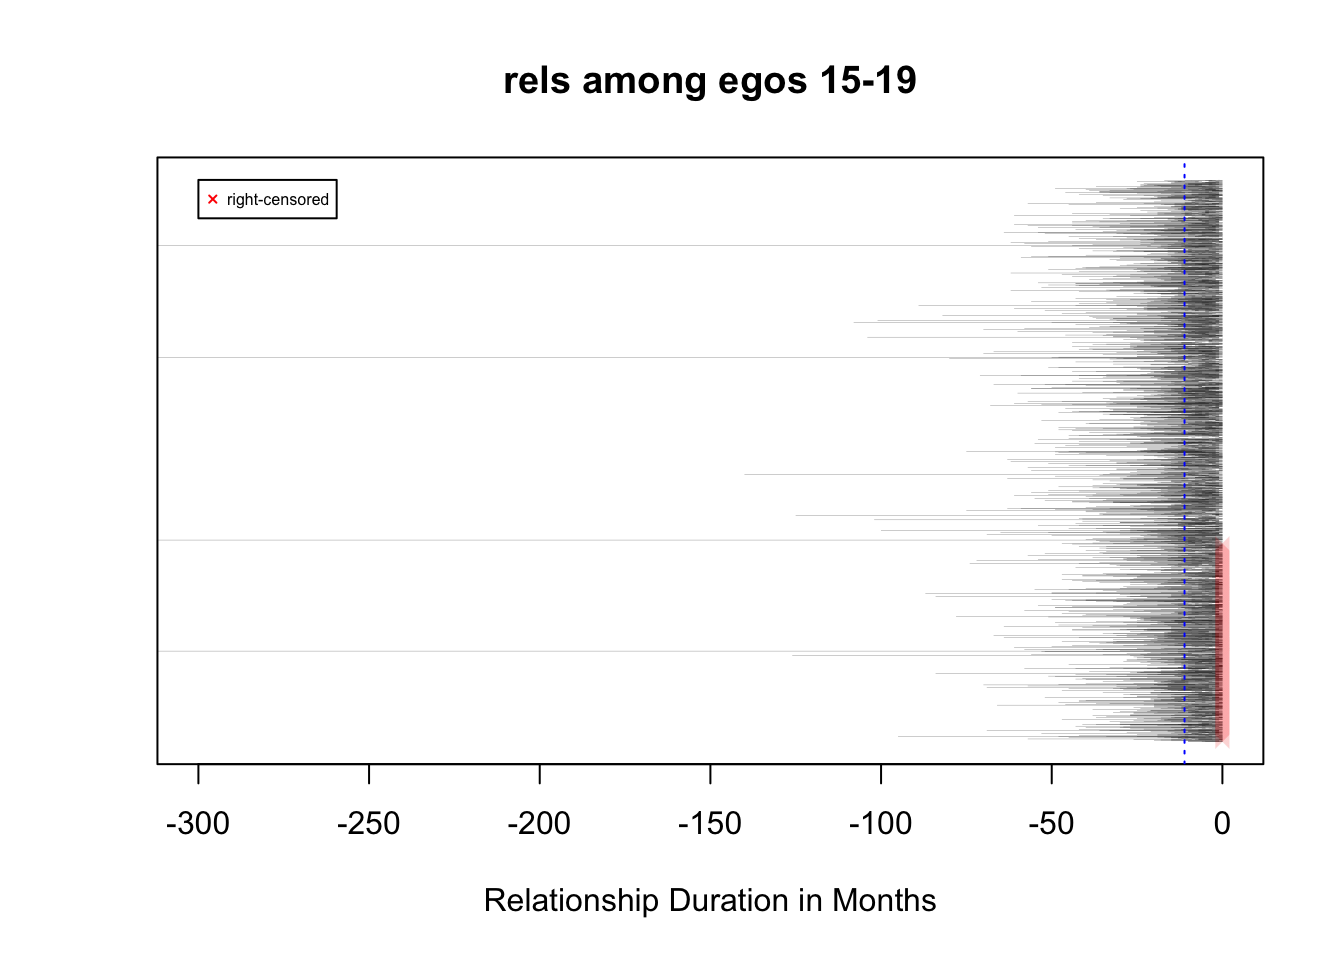 rels among egos 15-19
× right-censored
-300 -250 -200 -150 -100 -50 0
Relationship Duration in Months